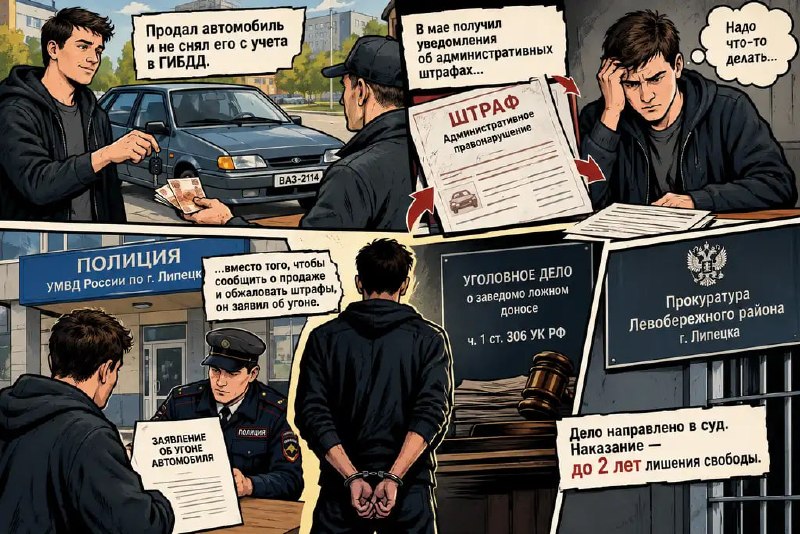 Продал автомобиль
и не снял его с учета
в ГИБДД.
ВАЗ-2114
В мае получил
уведомления
об административных
штрафах...
ШТРАФ
Административное
правонарушение
Надо
что-то
делать...
ПОЛИЦИЯ
УМВД России по г. Липецк
...вместо того, чтобы
сообщить о продаже
и обжаловать штрафы,
он заявил об угоне.
ПОЛИЦИЯ
ЗАЯВЛЕНИЕ
ОБ УГОНЕ
АВТОМОБИЛЯ
УГОЛОВНОЕ ДЕЛО
о заведомо ложном
доносе
ч. 1 ст. 306 УК РФ
Прокуратура
Левобережного района
г. Липецка
Дело направлено в суд.
Наказание —
до 2 лет лишения свободы.